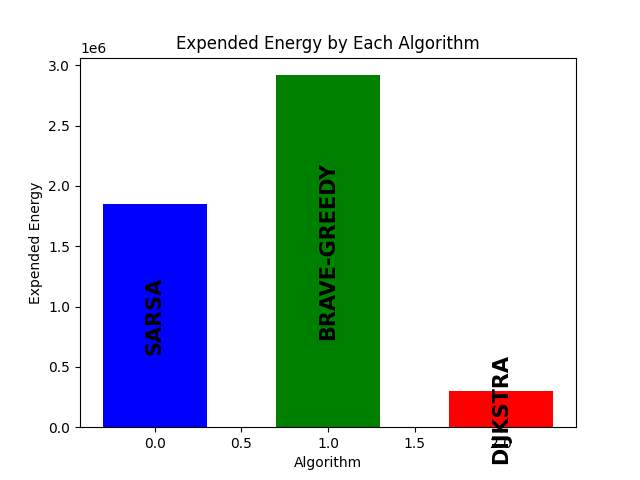 Expended Energy by Each Algorithm
1e6
3.0
2.5
2.0
1.5
1.0
0.5
0.0
Expended Energy
SARSA
BRAVE-GREEDY
DIJKSTRA
0.0 0.5 1.0 1.5
Algorithm